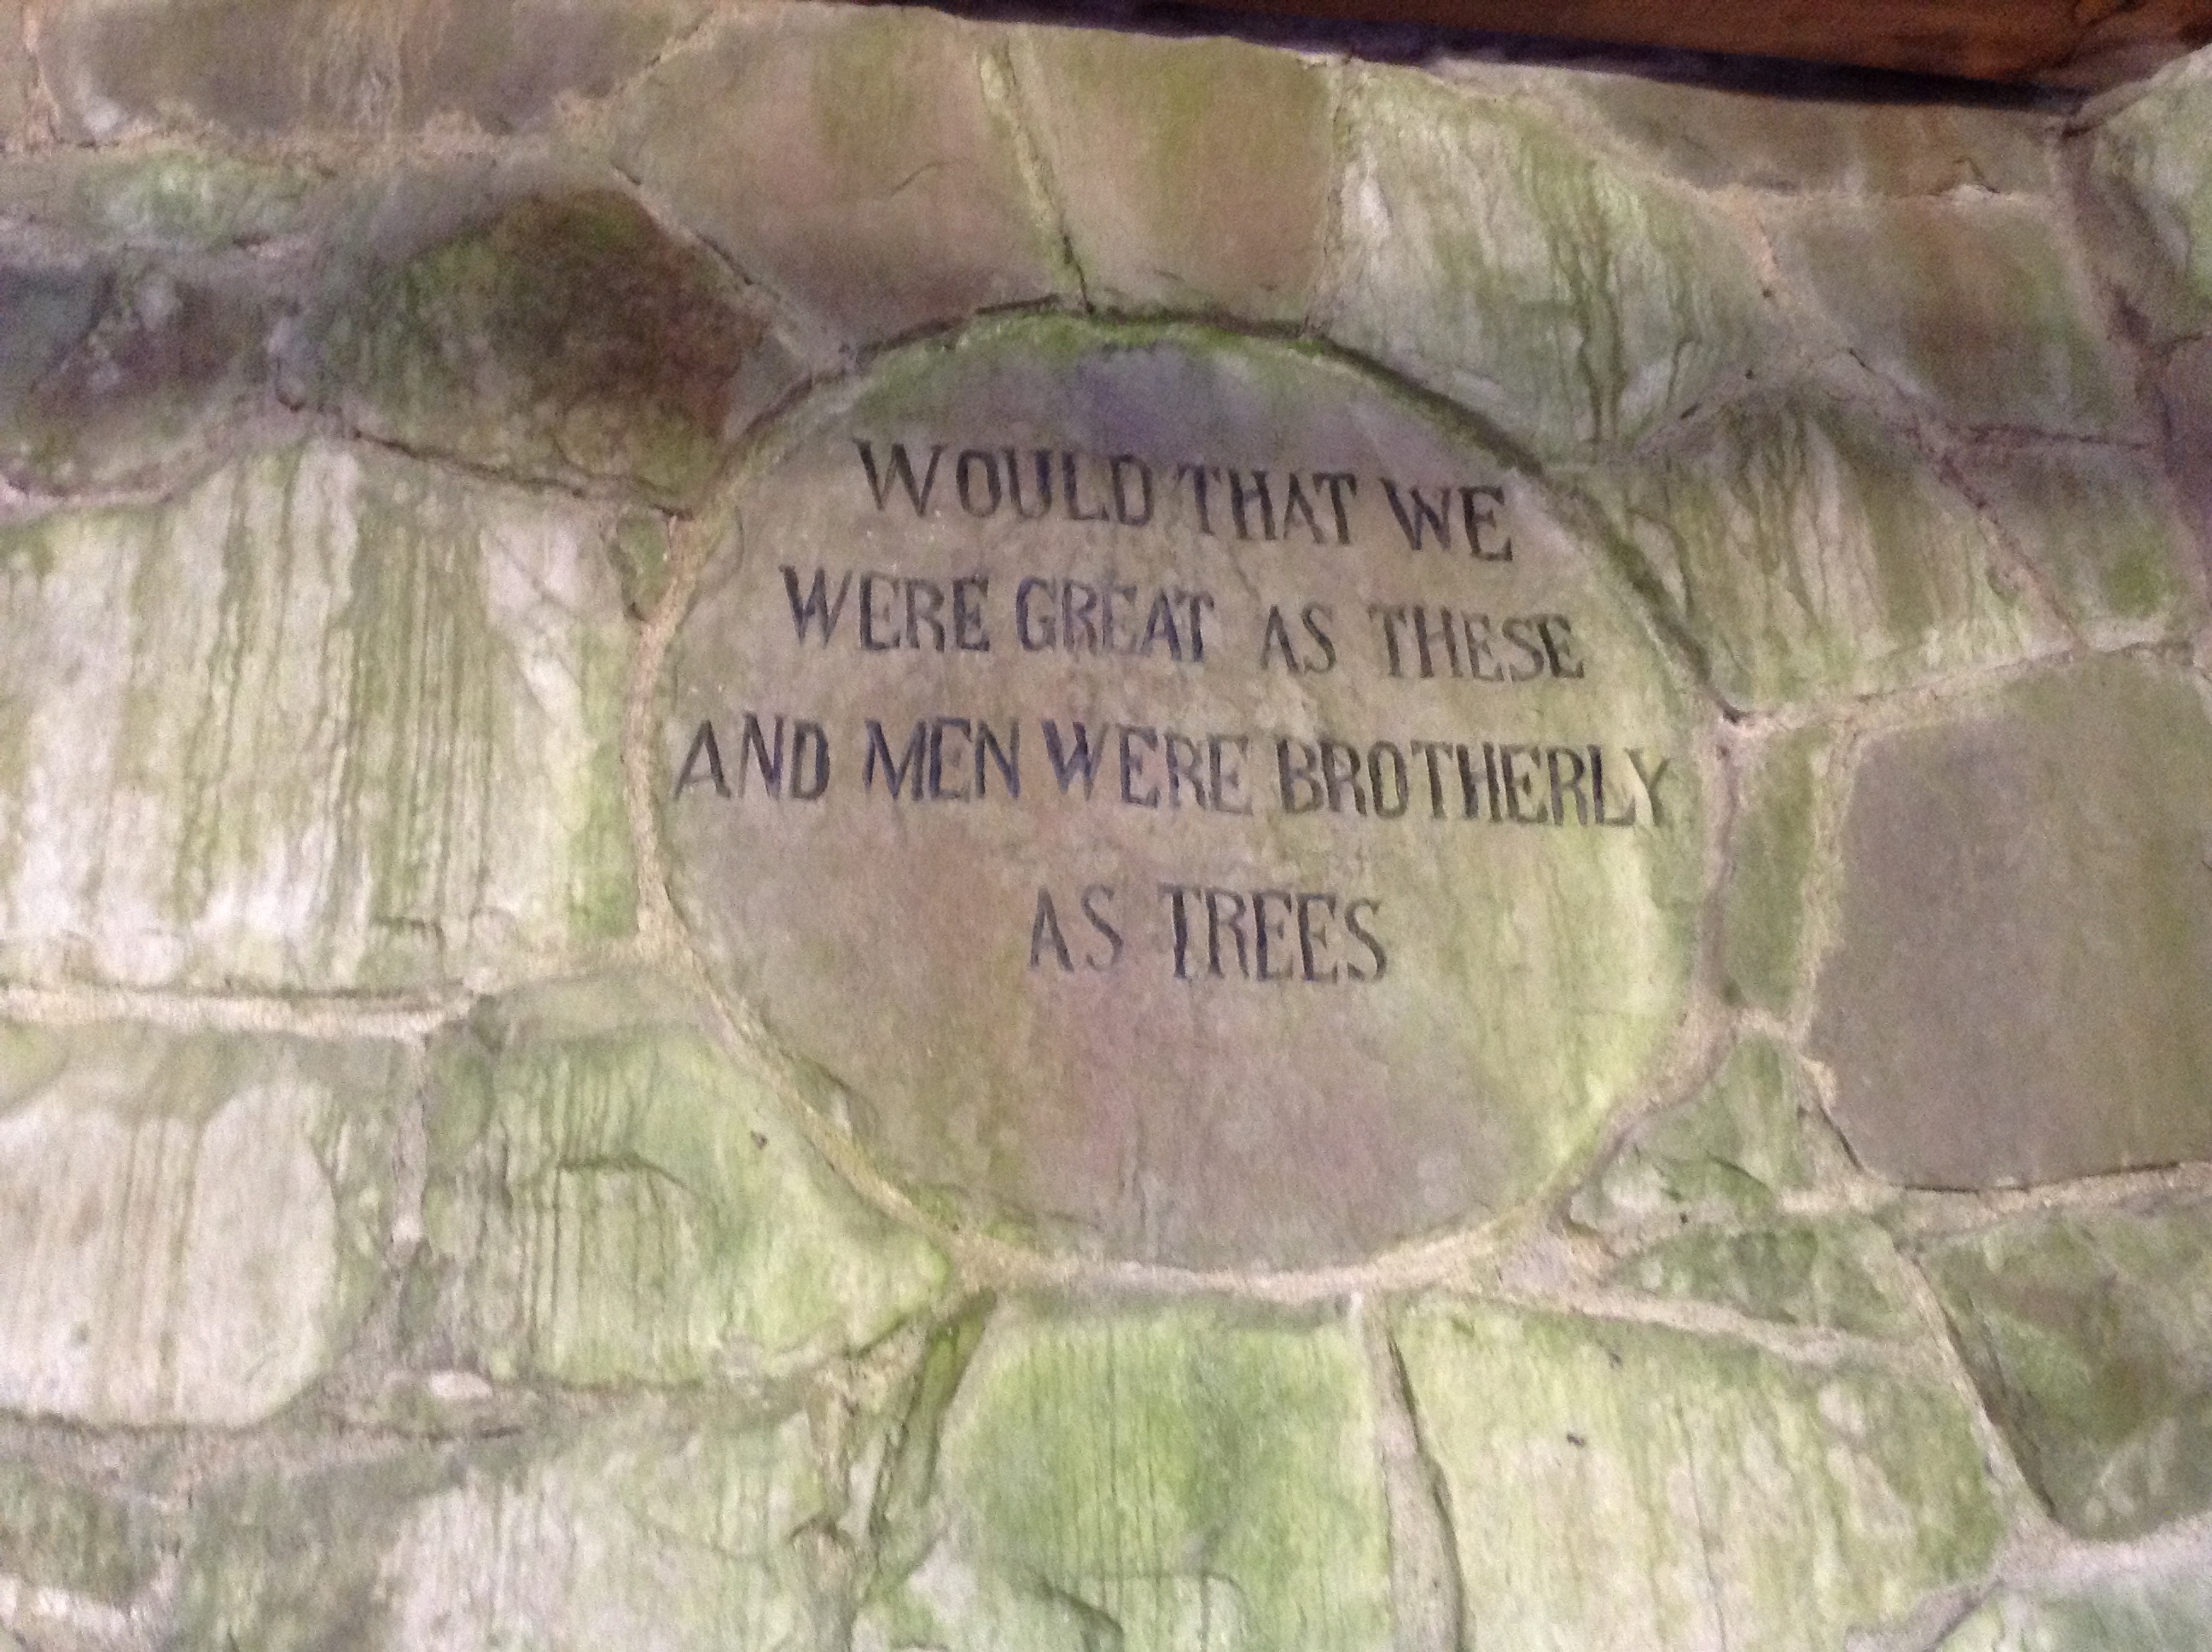 WOULD THAT WE
WERE GREAT AS THESE
AND MEN WERE BROTHERLY
AS TREES